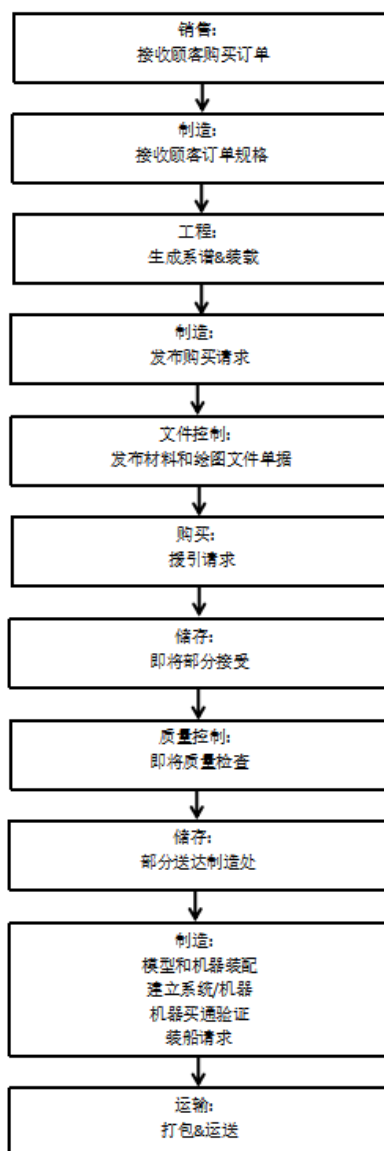 销售:
接收顾客购买订单
制造:
接收顾客订单规格
工程:
生成系谱&装载
制造:
发布购买请求
文件控制:
发布材料和绘图文件单据
购买:
援引请求
储存:
即将部分接受
质量控制:
即将质量检查
储存:
部分送达制造处
制造:
模型和机器装配
建立系统/机器
机器买通验证
装船请求
运输:
打包&运送